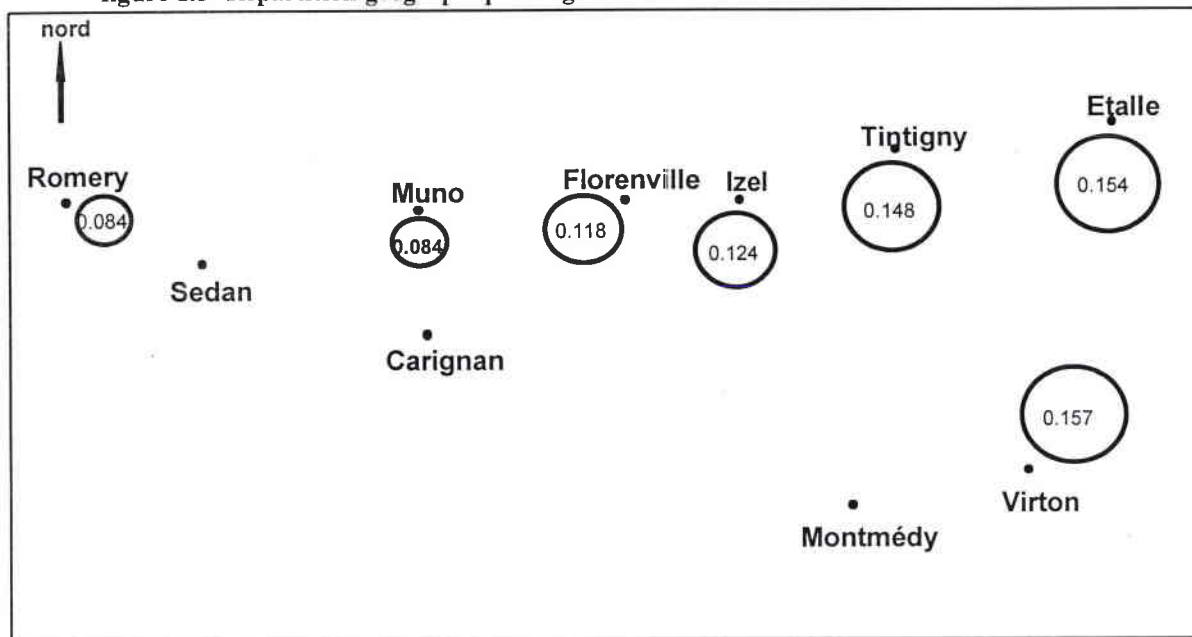 nord
Etalle
Tintigny
Romery
Muno
Florenville
Izel
0.084
0.084
0.118
0.124
0.148
0.154
Sedan
Carignan
0.157
Virton
Montmédy